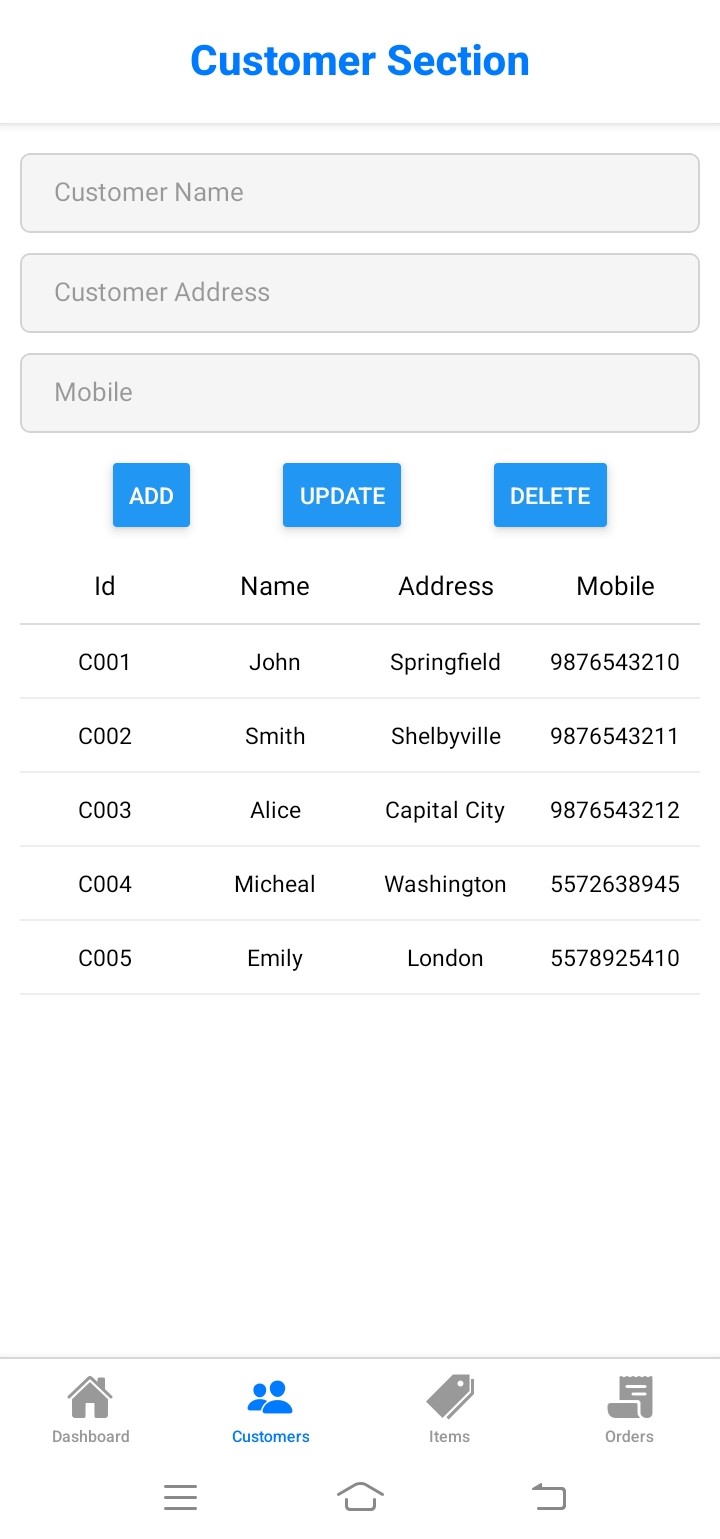 Customer Section
Customer Name
Customer Address
Mobile
ADD UPDATE DELETE
Id Name Address Mobile
C001 John Springfield 9876543210
C002 Smith Shelbyville 9876543211
C003 Alice Capital City 9876543212
C004 Micheal Washington 5572638945
C005 Emily London 5578925410
Dashboard Customers Items Orders